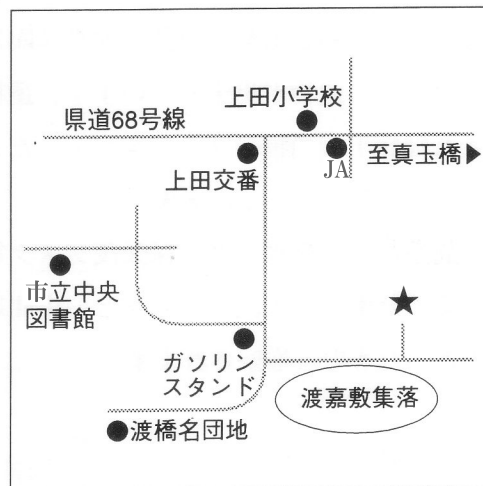 上田小学校
県道68号線
至真玉橋▶
JA
上田交番
市立中央
図書館
★
ガソリン
スタンド
渡嘉敷集落
●渡橋名団地